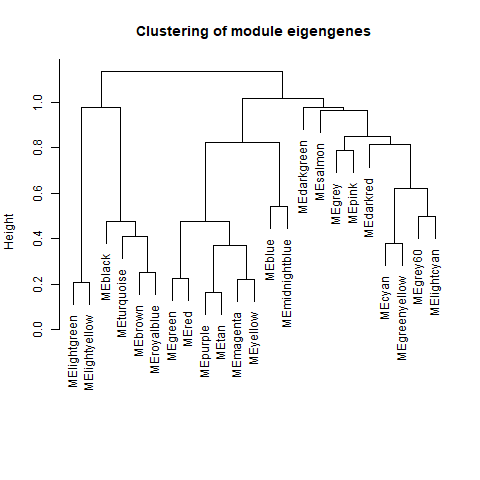 Clustering of module eigengenes
Height
0.0
0.2
0.4
0.6
0.8
1.0
MElightgreen
MElightyellow
MEblack
MEturquoise
MEbrown
MEroyalblue
MEgreen
MEred
MEpurple
MEtan
MEmagenta
MEyellow
MEblue
MEmidnightblue
MEdarkgreen
MEsalmon
MEgrey
MEpink
MEdarkred
MEcyan
MEgreenyellow
MEgrey60
MElightcyan